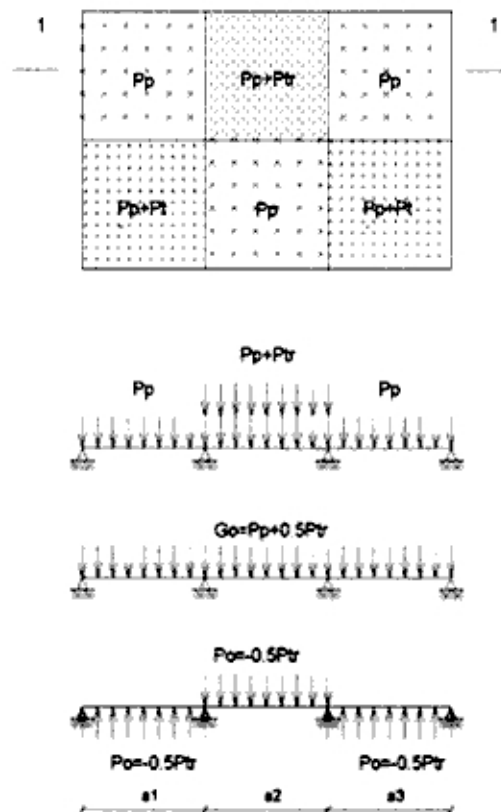 1 1
Pp Pp+Ptr Pp
Pp+Pt Pp Pp+Pt
Pp+Ptr
Pp Pp
Go=Pp+0.5Ptr
Po=-0.5Ptr
Po=-0.5Ptr Po=-0.5Ptr
a1 a2 a3